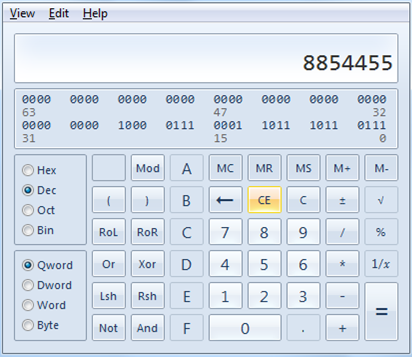 View Edit Help
8854455
0000 0000 0000 0000 0000 0000 0000 0000
63 47 32
0000 0000 1000 0111 0001 1011 1011 0111
31 15 0
Hex Mod A MC MR MS M+ M-
Dec ( ) B ← CE C ± √
Oct
Bin RoL RoR C 7 8 9 / %
Qword Or Xor D 4 5 6 * 1/x
Dword
Word Lsh Rsh E 1 2 3 - =
Byte Not And F 0 . +